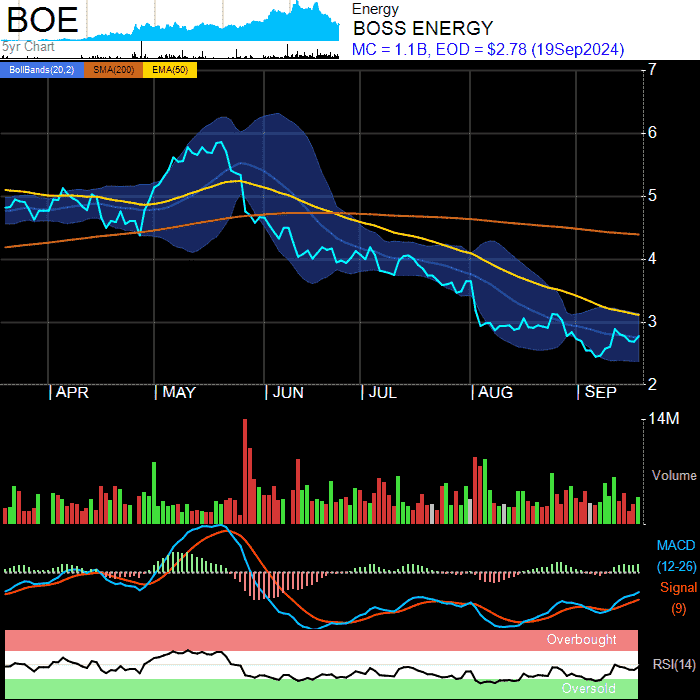 BOE
5yr Chart
Energy
BOSS ENERGY
MC = 1.1B, EOD = $2.78 (19Sep2024)
BollBands(20,2) SMA(200) EMA(50)
7
6
5
4
3
2
APR MAY JUN JUL AUG SEP
14M
Volume
MACD
(12-26)
Signal
(9)
Overbought
RSI(14)
Oversold